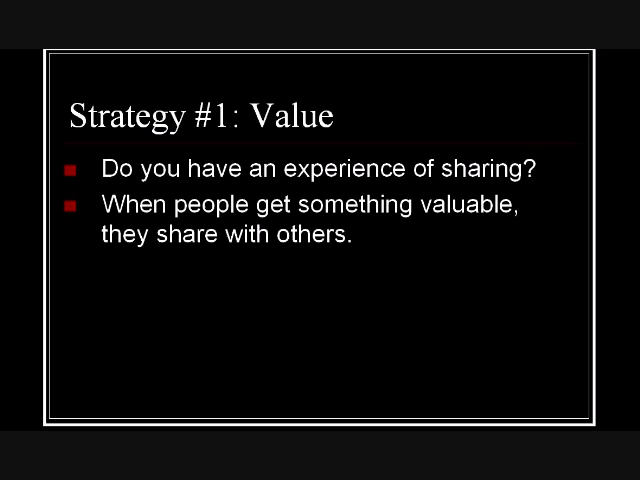 Strategy #1: Value
Do you have an experience of sharing?
When people get something valuable,
they share with others.